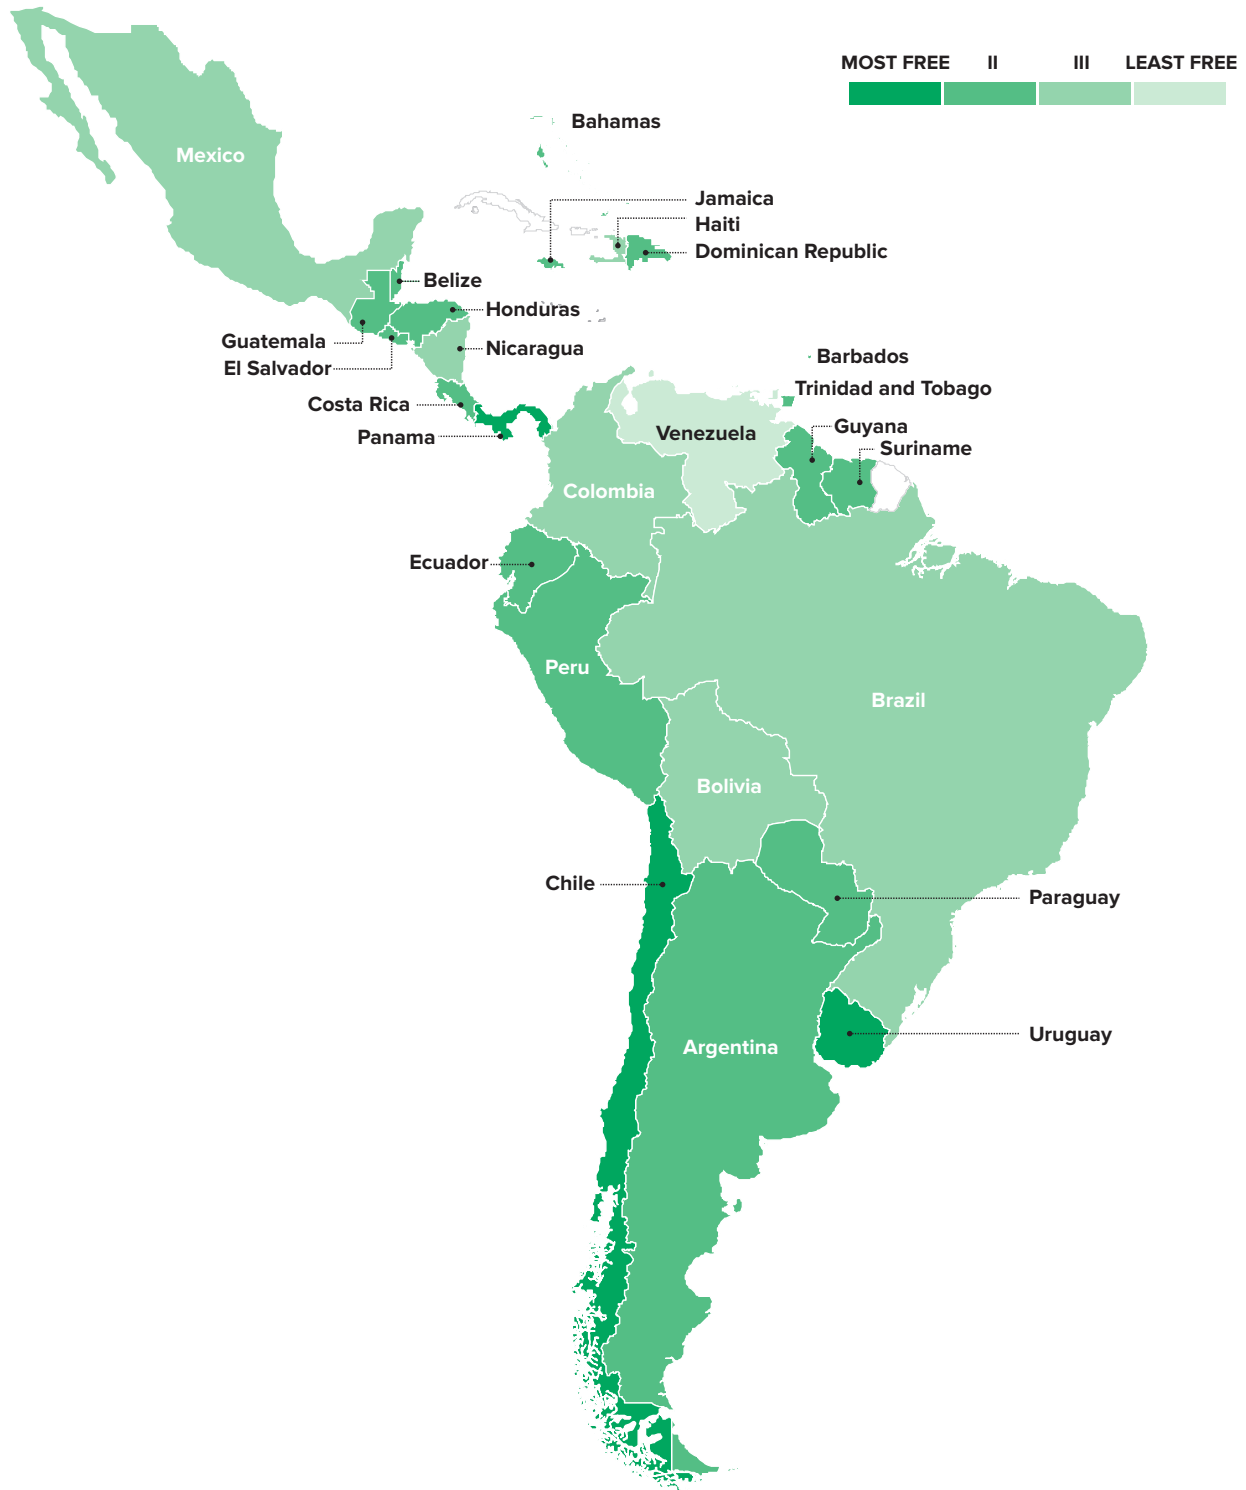 MOST FREE II III LEAST FREE
Bahamas
Mexico
Jamaica
Haiti
Dominican Republic
Belize
Honduras
Guatemala
Nicaragua
El Salvador
Barbados
Trinidad and Tobago
Costa Rica
Guyana
Panama
Venezuela
Suriname
Colombia
Ecuador
Peru
Brazil
Bolivia
Chile
Paraguay
Uruguay
Argentina